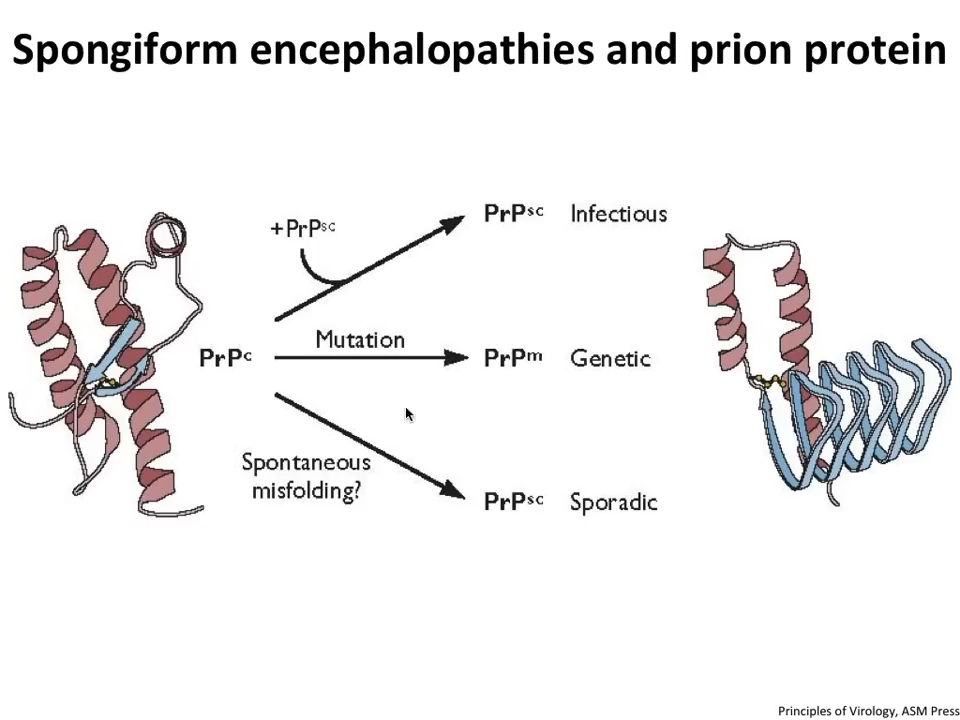 Spongiform encephalopathies and prion protein
+PrPsc
PrPsc Infectious
Mutation
PrPc
PrPm Genetic
Spontaneous
misfolding?
PrPsc Sporadic
Principles of Virology, ASM Press